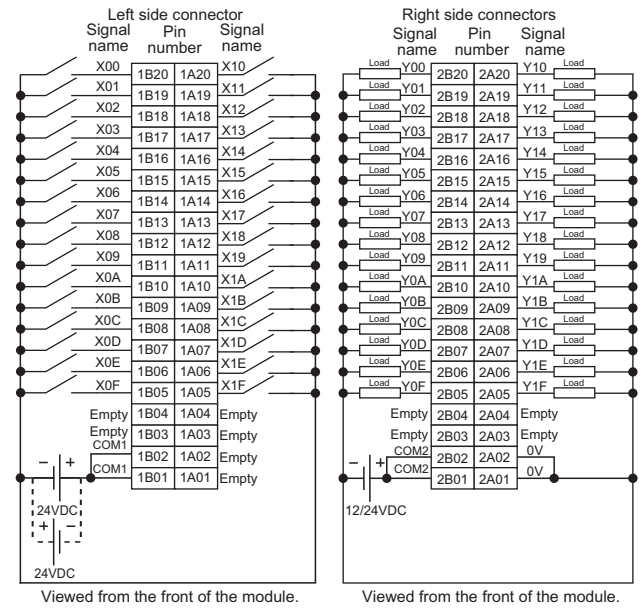 Left side connector
Signal name Pin number Signal name
X00 1B20 1A20 X10
X01 1B19 1A19 X11
X02 1B18 1A18 X12
X03 1B17 1A17 X13
X04 1B16 1A16 X14
X05 1B15 1A15 X15
X06 1B14 1A14 X16
X07 1B13 1A13 X17
X08 1B12 1A12 X18
X09 1B11 1A11 X19
X0A 1B10 1A10 X1A
X0B 1B09 1A09 X1B
X0C 1B08 1A08 X1C
X0D 1B07 1A07 X1D
X0E 1B06 1A06 X1E
X0F 1B05 1A05 X1F
Empty 1B04 1A04 Empty
Empty 1B03 1A03 Empty
COM1 1B02 1A02 Empty
COM1 1B01 1A01 Empty
− +
24VDC
+ −
24VDC
Viewed from the front of the module.
Right side connectors
Signal name Pin number Signal name
Load Y00 2B20 2A20 Y10 Load
Load Y01 2B19 2A19 Y11 Load
Load Y02 2B18 2A18 Y12 Load
Load Y03 2B17 2A17 Y13 Load
Load Y04 2B16 2A16 Y14 Load
Load Y05 2B15 2A15 Y15 Load
Load Y06 2B14 2A14 Y16 Load
Load Y07 2B13 2A13 Y17 Load
Load Y08 2B12 2A12 Y18 Load
Load Y09 2B11 2A11 Y19 Load
Load Y0A 2B10 2A10 Y1A Load
Load Y0B 2B09 2A09 Y1B Load
Load Y0C 2B08 2A08 Y1C Load
Load Y0D 2B07 2A07 Y1D Load
Load Y0E 2B06 2A06 Y1E Load
Load Y0F 2B05 2A05 Y1F Load
Empty 2B04 2A04 Empty
Empty 2B03 2A03 Empty
COM2 2B02 2A02 0V
COM2 2B01 2A01 0V
− +
12/24VDC
Viewed from the front of the module.